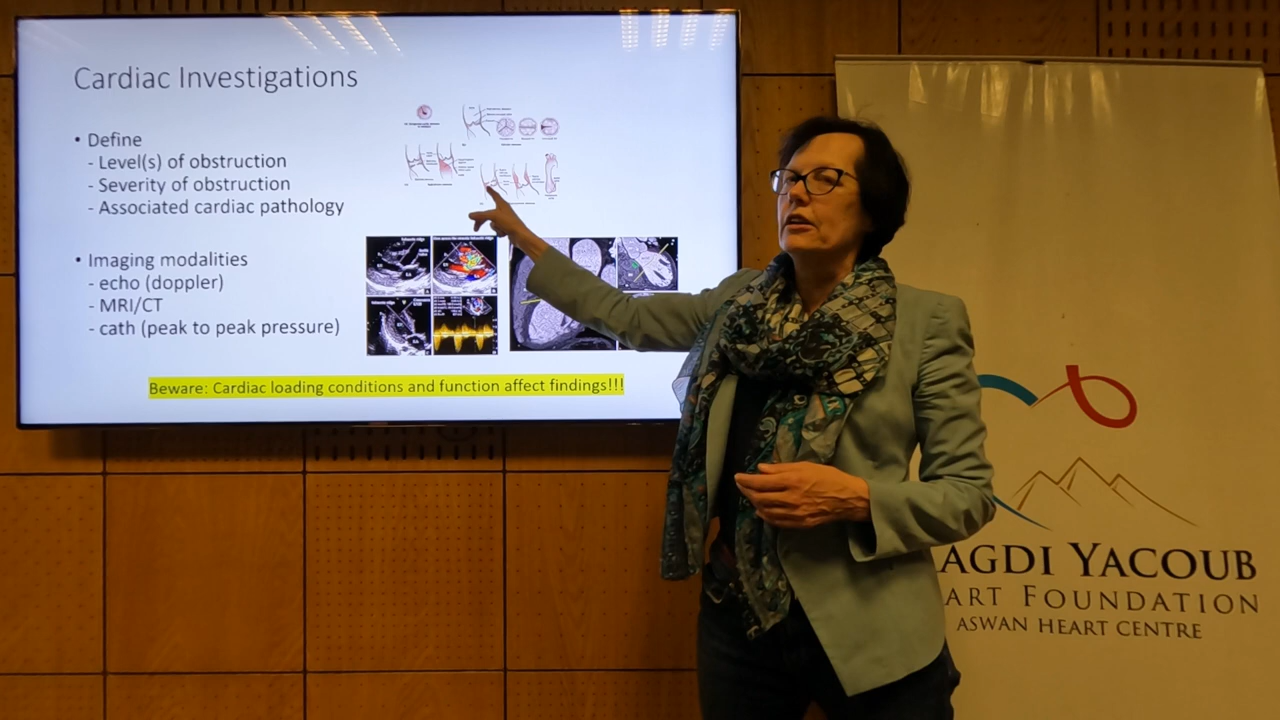 Cardiac Investigations
• Define
- Level(s) of obstruction
- Severity of obstruction
- Associated cardiac pathology
• Imaging modalities
- echo (doppler)
- MRI/CT
- cath (peak to peak pressure)
Beware: Cardiac loading conditions and function affect findings!!!
AGDI YACOUB
ART FOUNDATION
ASWAN HEART CENTRE